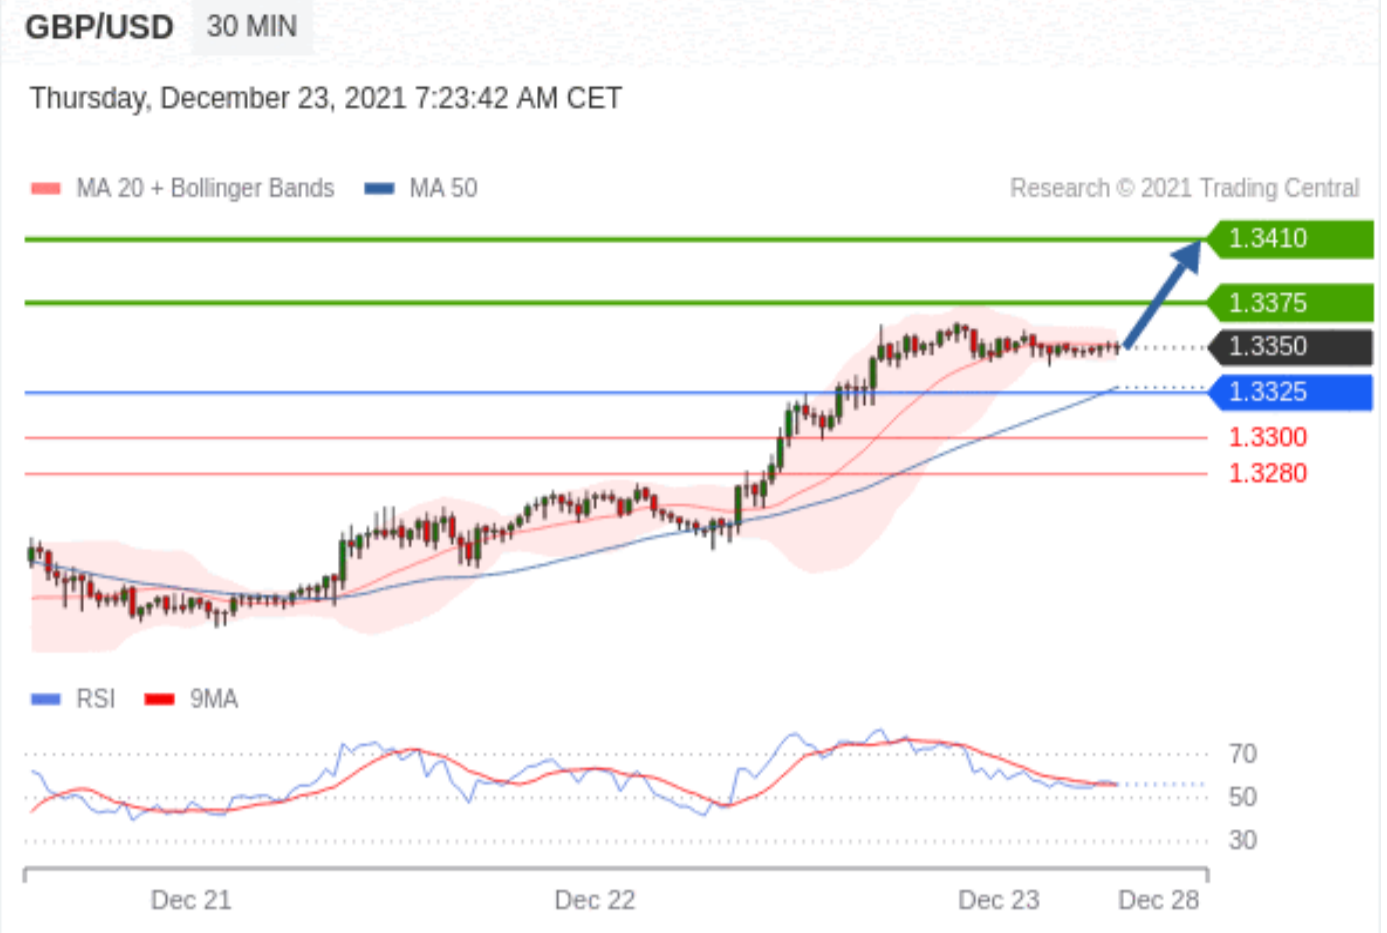 GBP/USD 30 MIN
Thursday, December 23, 2021 7:23:42 AM CET
MA 20 + Bollinger Bands MA 50 Research © 2021 Trading Central
1.3410
1.3375
1.3350
1.3325
1.3300
1.3280
RSI 9MA
70
50
30
Dec 21 Dec 22 Dec 23 Dec 28